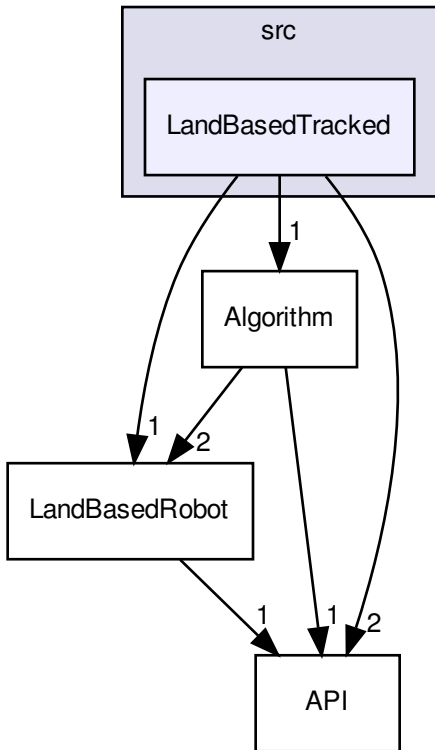 src
LandBasedTracked
1
Algorithm
1
2
LandBasedRobot
1
1
2
API